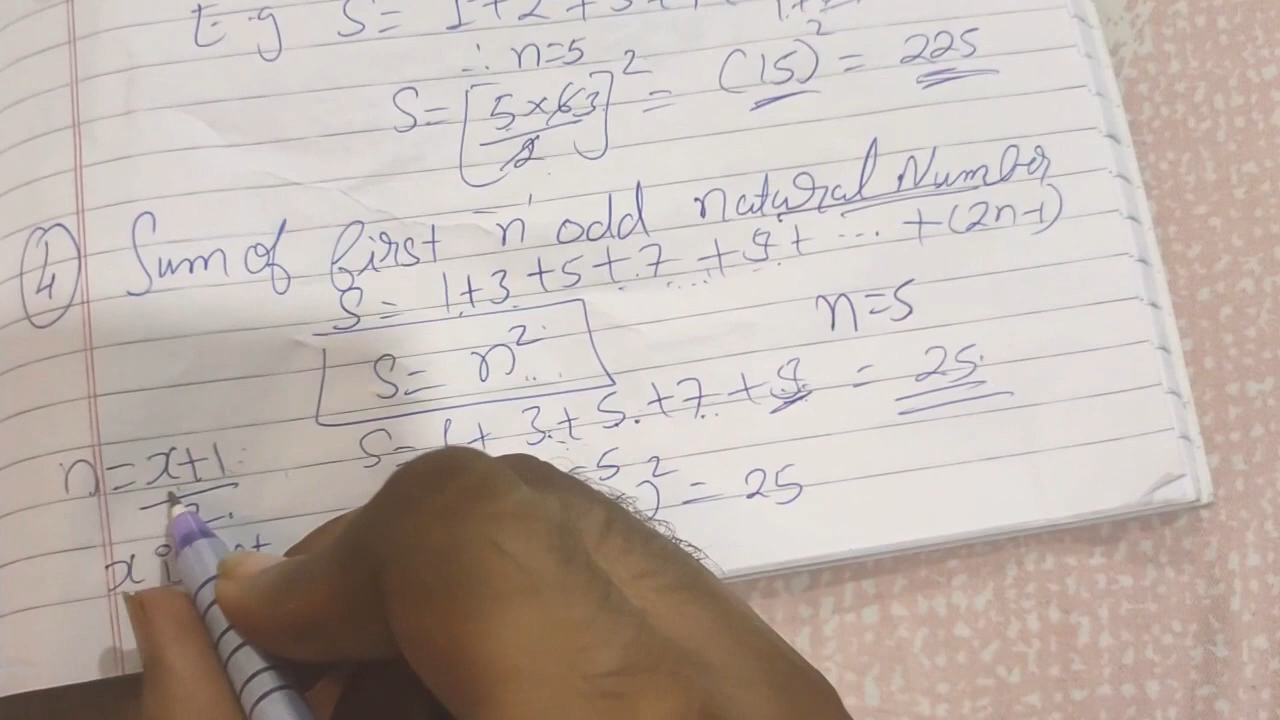 E.g S = 1 + 2 +
∴ n=5
S = [5 × 6 3 / 2]² = (15)² = 225
4 Sum of first 'n' odd natural Number
S = 1 + 3 + 5 + 7 + 9 + ... + (2n-1)
S = n²
n=5
S = 1 + 3 + 5 + 7 + 9 = 25
n = x+1 / 2
)² = 25
x